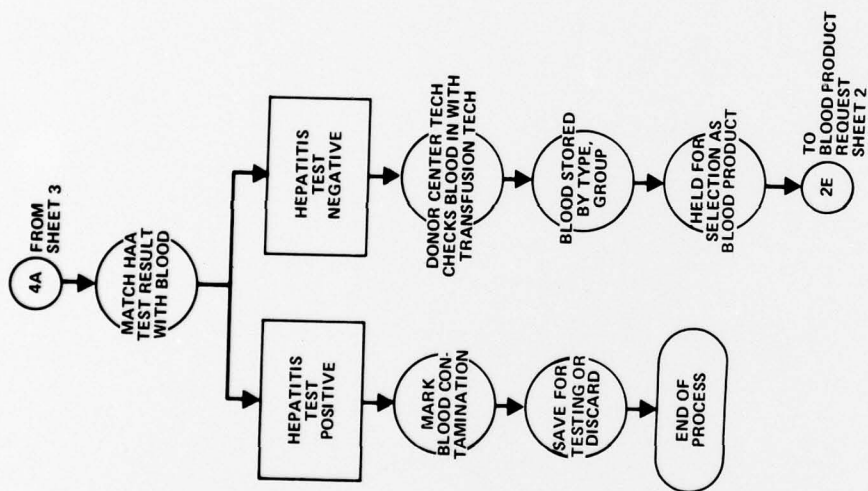 4A
FROM
SHEET 3
MATCH HAA
TEST RESULT
WITH BLOOD
HEPATITIS
TEST
POSITIVE
MARK
BLOOD CON-
TAMINATION
SAVE FOR
TESTING OR
DISCARD
END OF
PROCESS
HEPATITIS
TEST
NEGATIVE
DONOR CENTER TECH
CHECKS BLOOD IN WITH
TRANSFUSION TECH
BLOOD STORED
BY TYPE,
GROUP
HELD FOR
SELECTION AS
BLOOD PRODUCT
2E
TO
BLOOD PRODUCT
REQUEST
SHEET 2